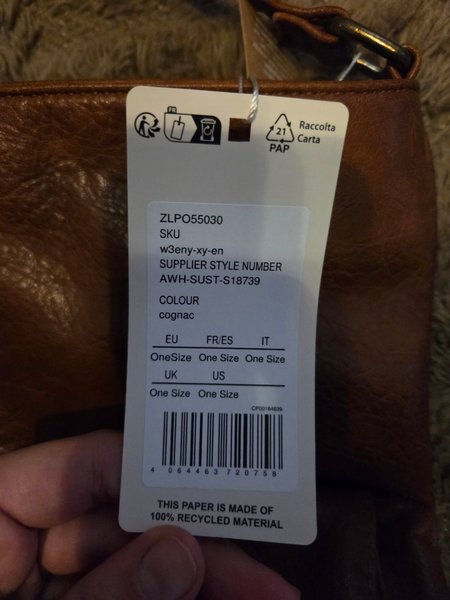 FR
21
PAP
Raccolta
Carta
ZLPO55030
SKU
w3eny-xy-en
SUPPLIER STYLE NUMBER
AWH-SUST-S18739
COLOUR
cognac
EU FR/ES IT
OneSize One Size One Size
UK US
One Size One Size
CF00184839
4 064463 720758
THIS PAPER IS MADE OF
100% RECYCLED MATERIAL